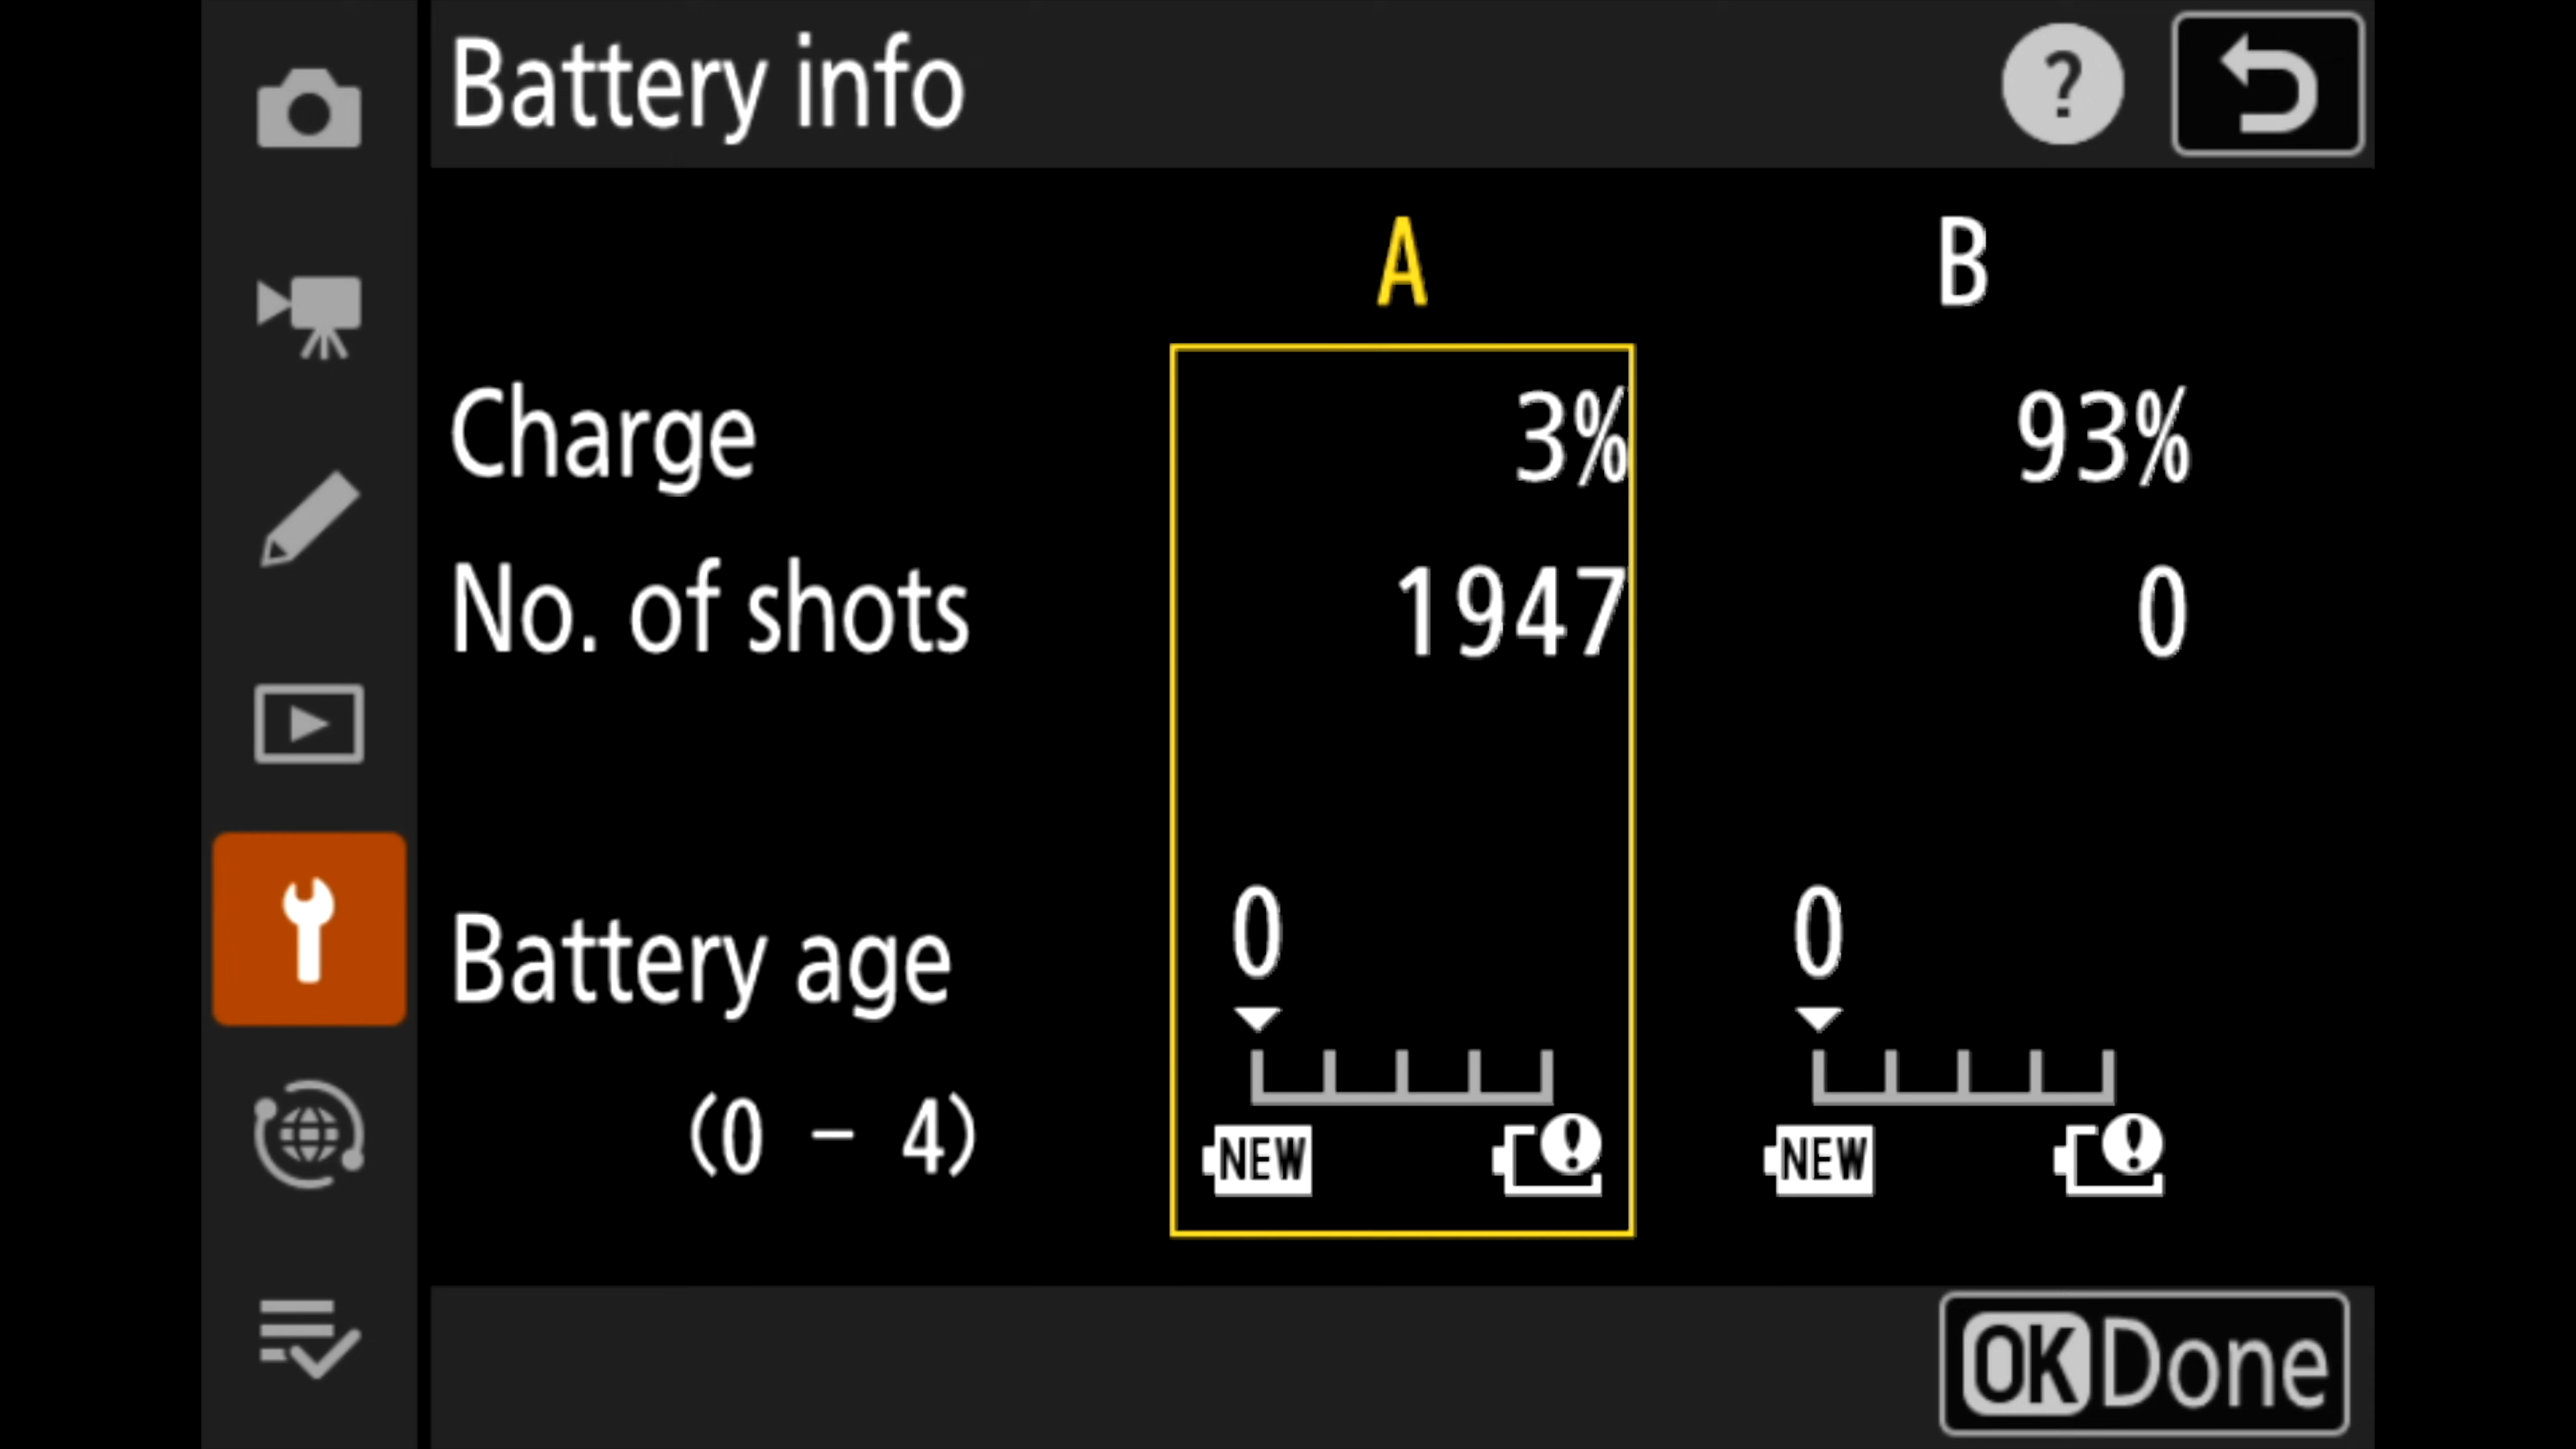 Battery info ?
A B
Charge 3% 93%
No. of shots 1947 0
0 0
Battery age
(0 – 4)
NEW ! NEW !
OK Done